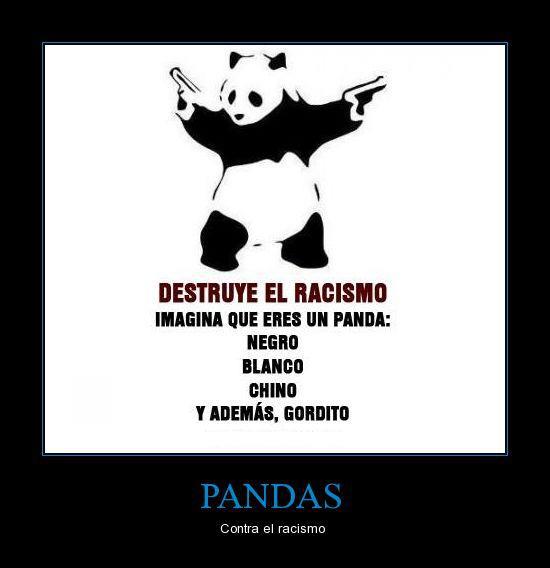 DESTRUYE EL RACISMO
IMAGINA QUE ERES UN PANDA:
NEGRO
BLANCO
CHINO
Y ADEMÁS, GORDITO
PANDAS
Contra el racismo